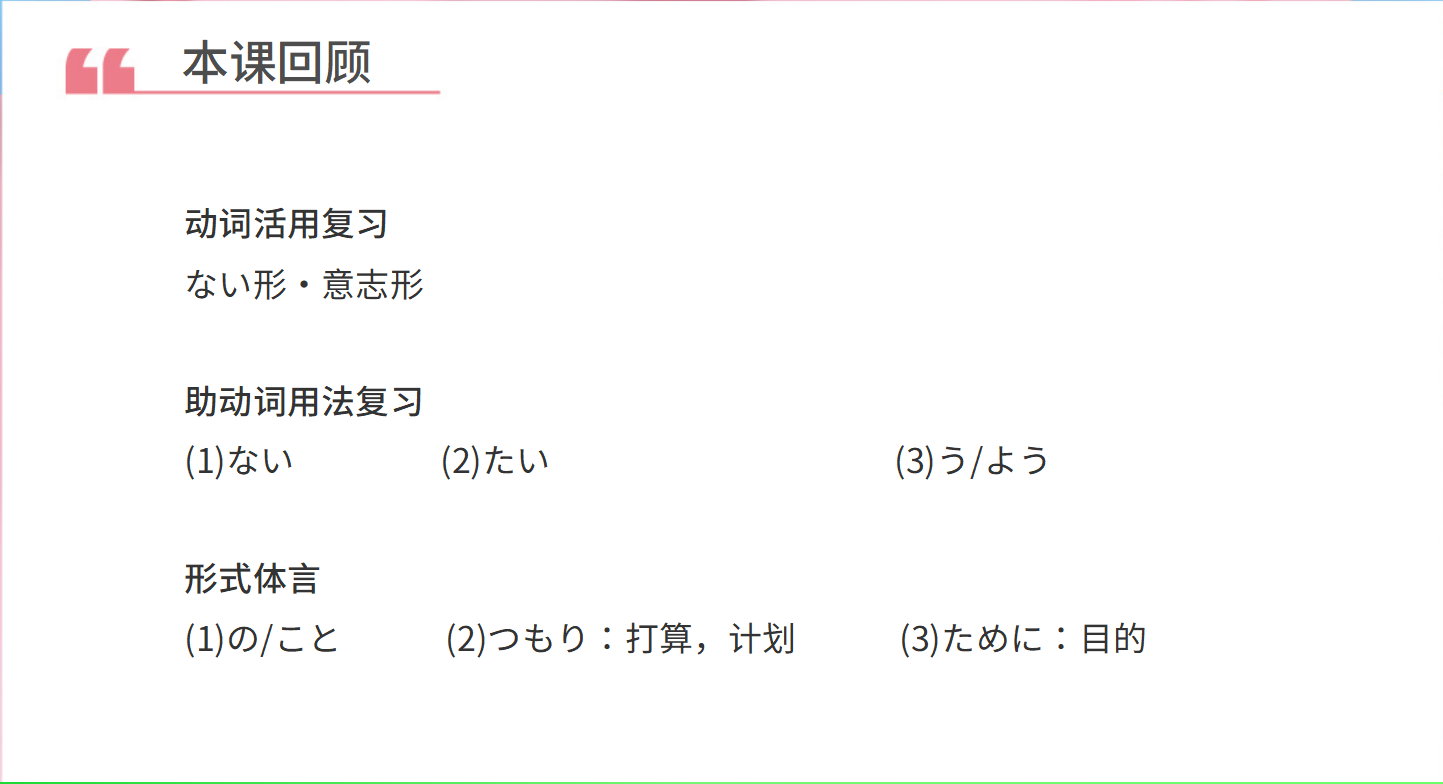 本课回顾
动词活用复习
ない形・意志形
助动词用法复习
(1)ない (2)たい (3)う/よう
形式体言
(1)の/こと (2)つもり：打算，计划 (3)ために：目的